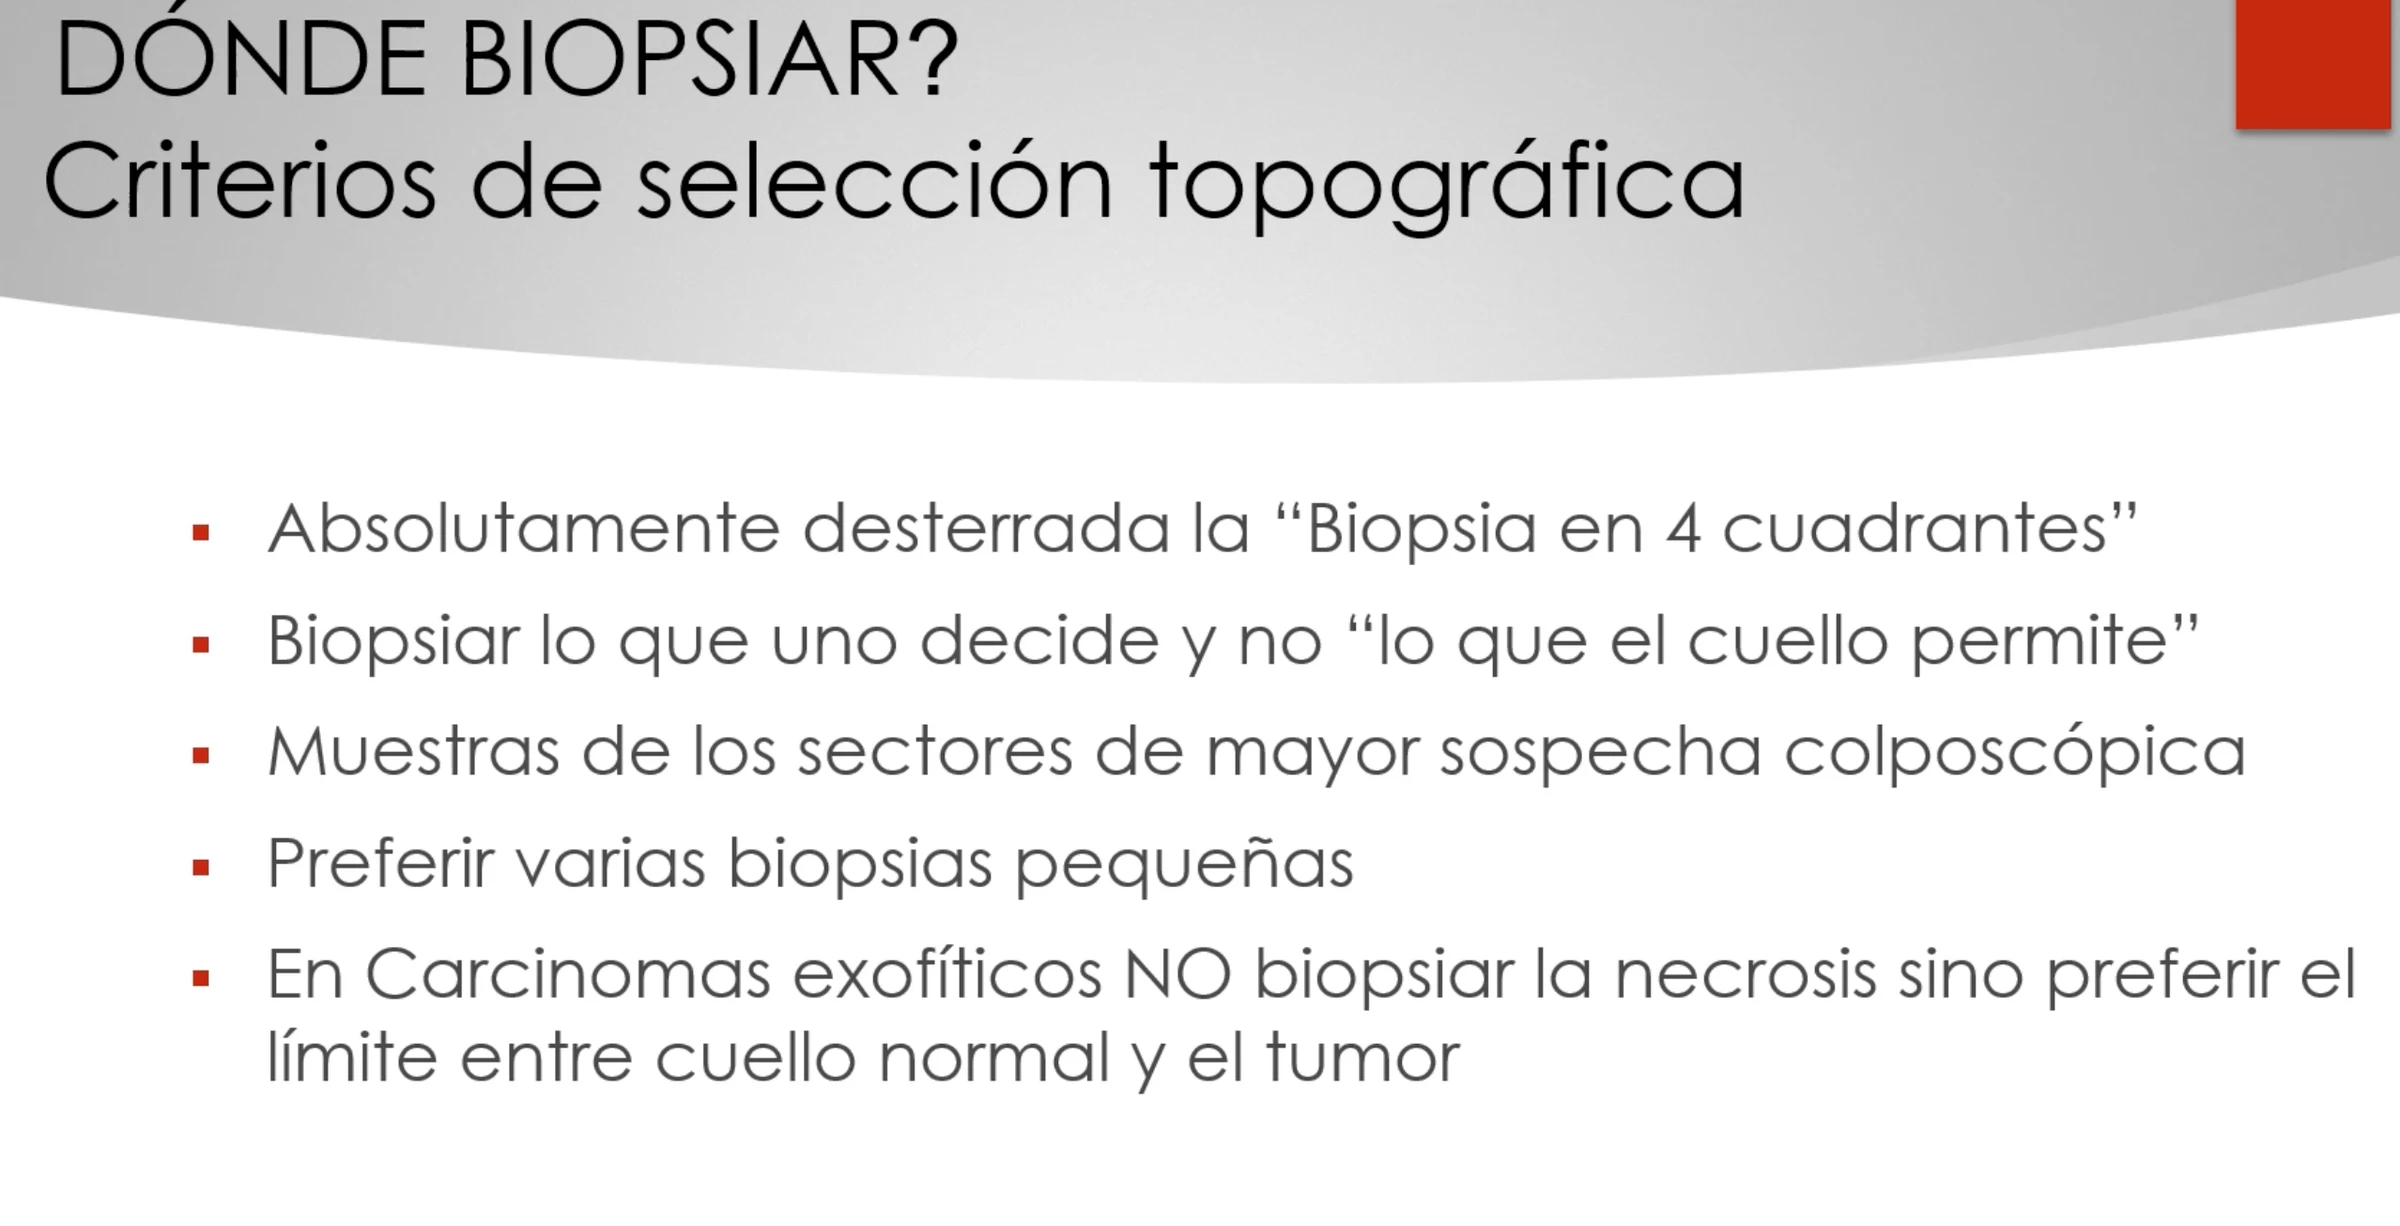 DÓNDE BIOPSIAR?
Criterios de selección topográfica
▪ Absolutamente desterrada la “Biopsia en 4 cuadrantes”
▪ Biopsiar lo que uno decide y no “lo que el cuello permite”
▪ Muestras de los sectores de mayor sospecha colposcópica
▪ Preferir varias biopsias pequeñas
▪ En Carcinomas exofíticos NO biopsiar la necrosis sino preferir el
límite entre cuello normal y el tumor